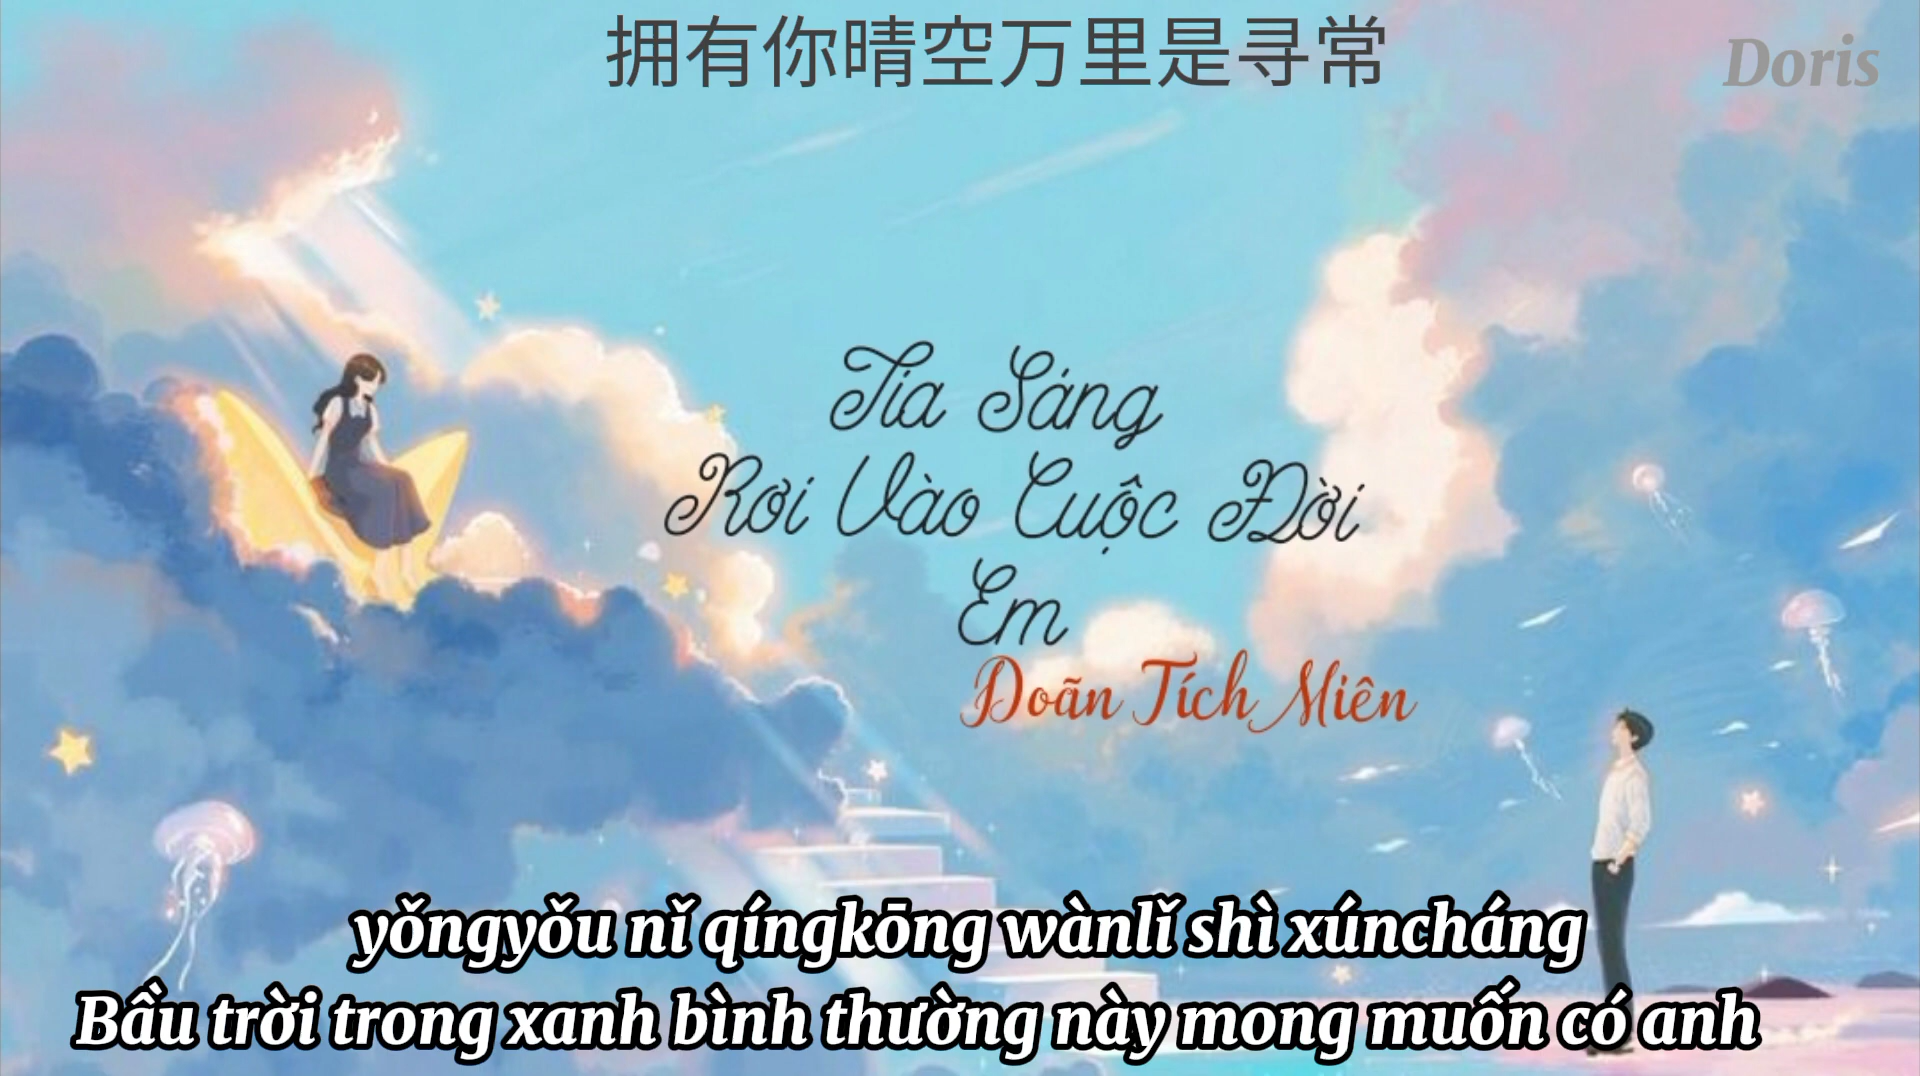 拥有你晴空万里是寻常
Doris
Tia Sáng
Rơi Vào Cuộc Đời
Em
Doãn Tích Miên
yǒngyǒu nǐ qíngkōng wànlǐ shì xúncháng
Bầu trời trong xanh bình thường này mong muốn có anh